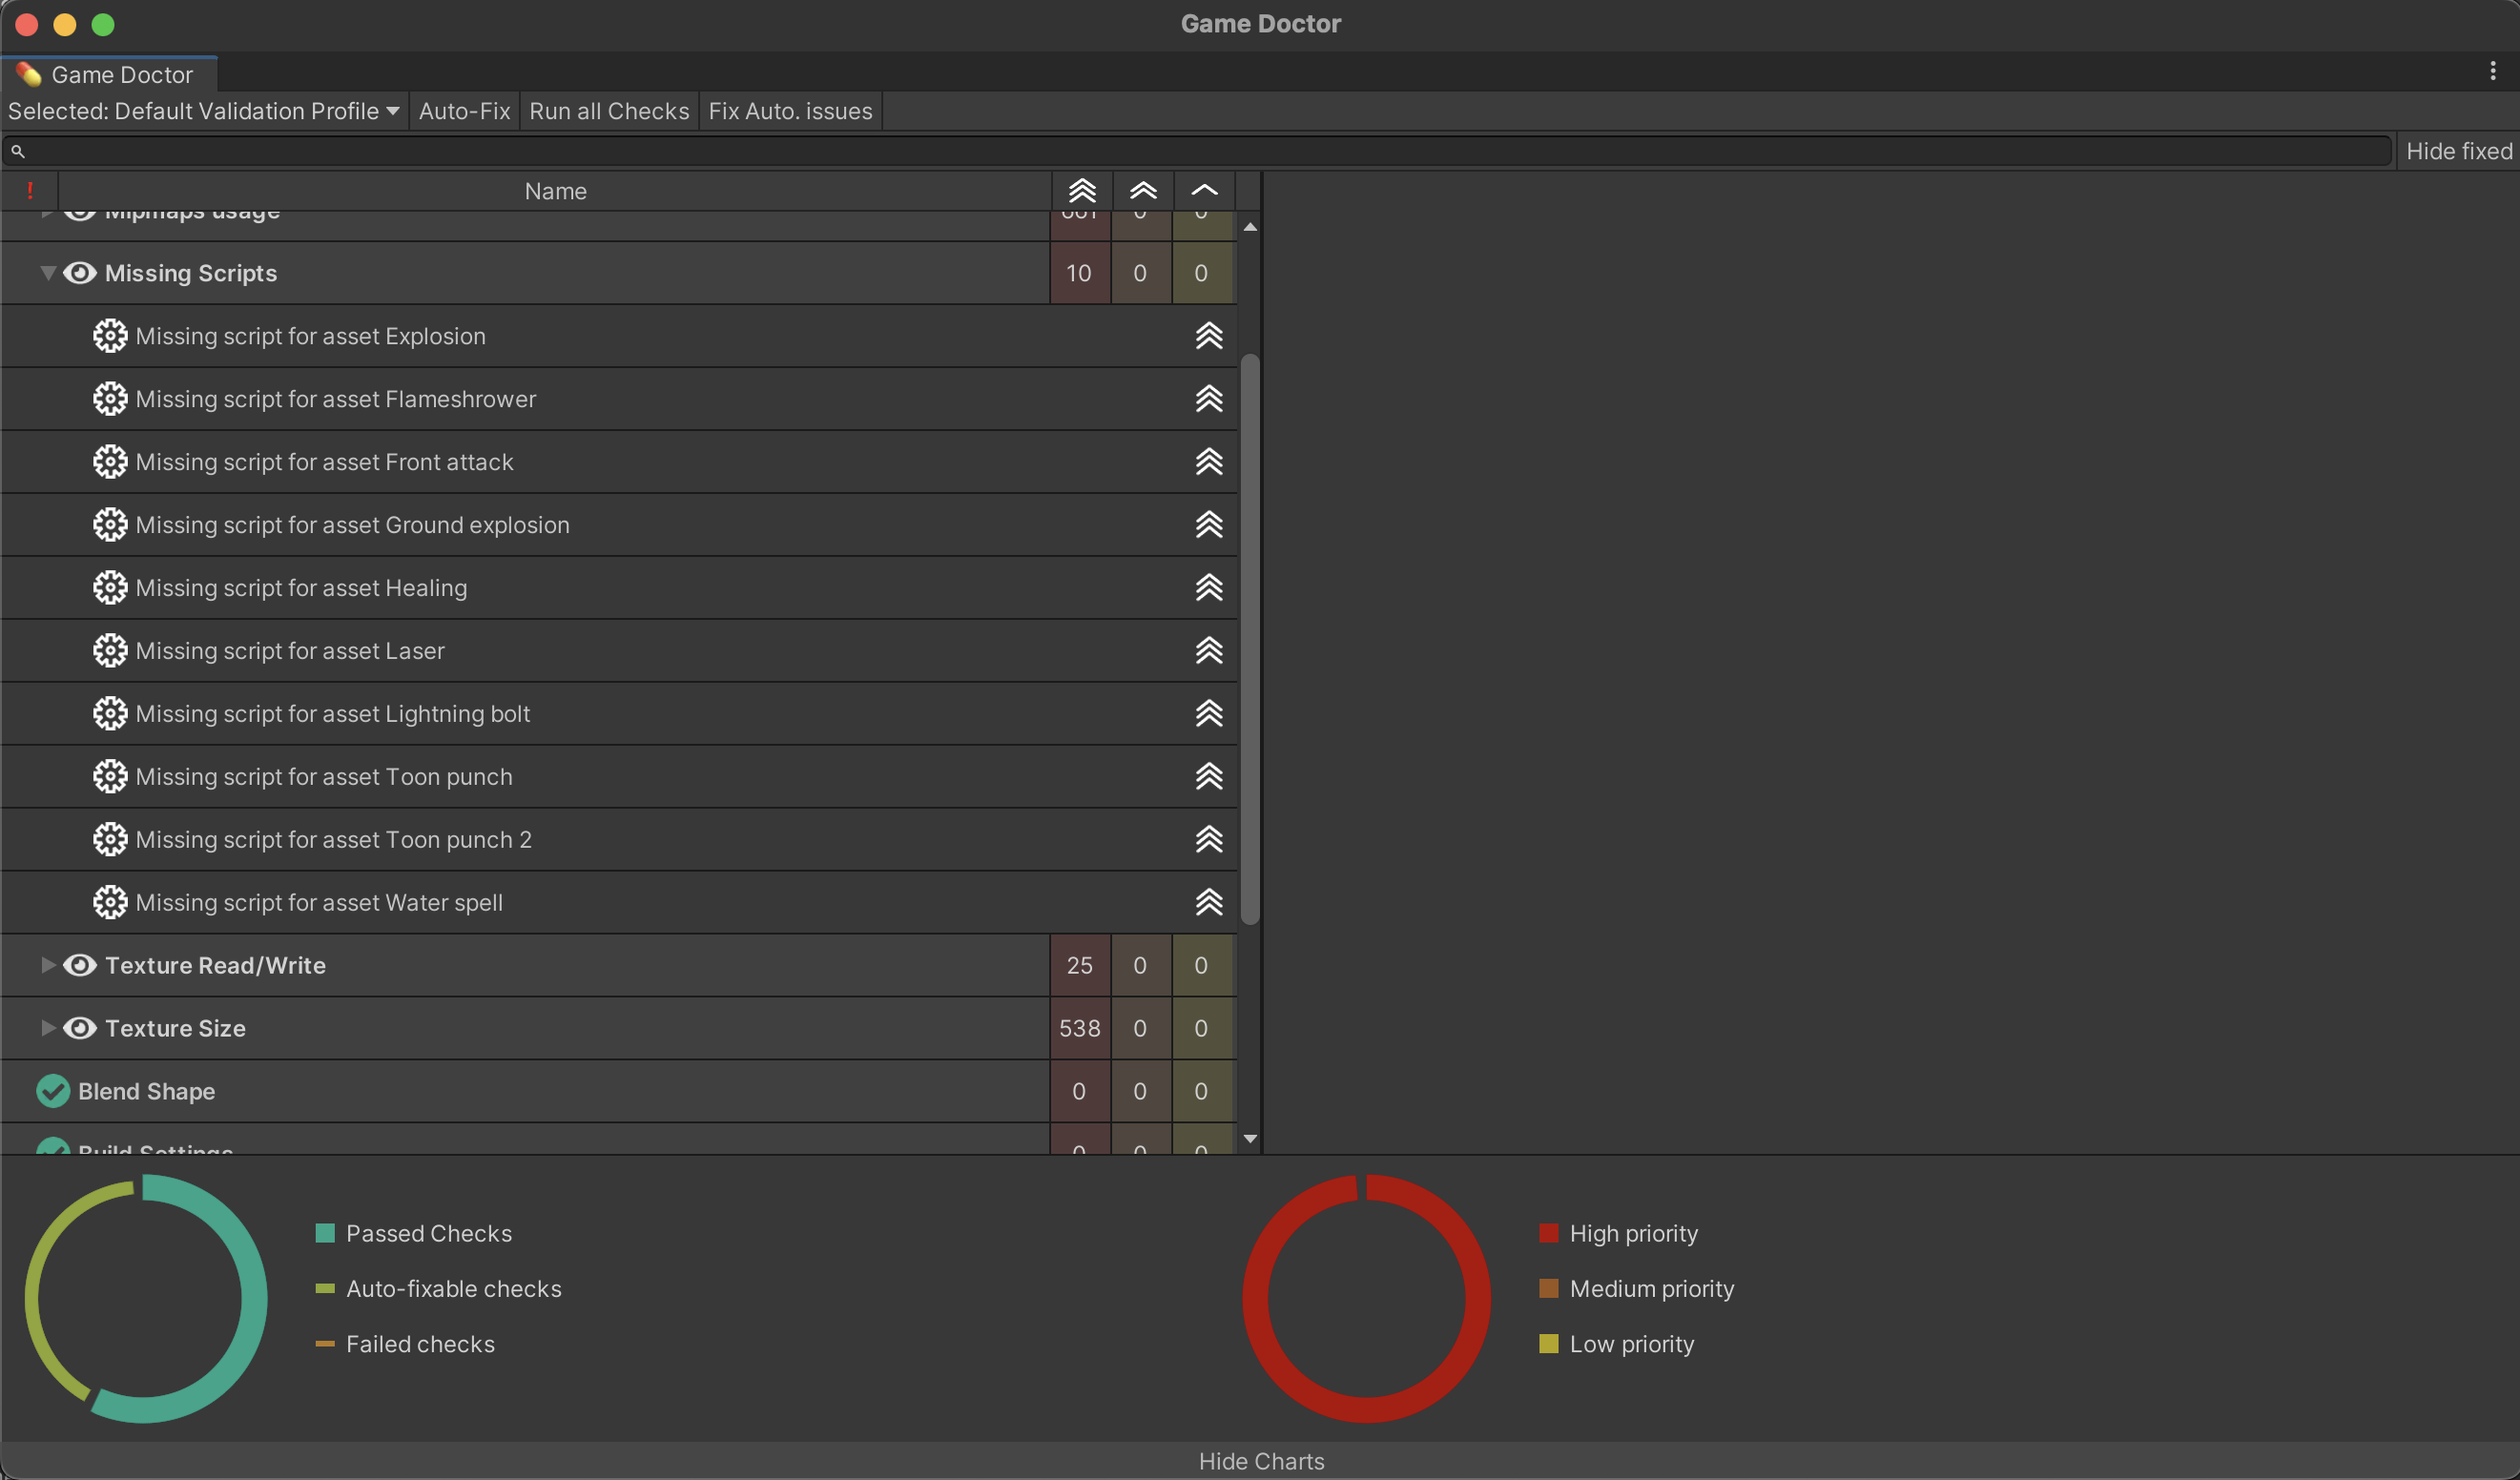 Game Doctor
Game Doctor
Selected: Default Validation Profile Auto-Fix Run all Checks Fix Auto. issues
Hide fixed
! Name
Mipmaps usage 0 0
Missing Scripts 10 0 0
Missing script for asset Explosion
Missing script for asset Flameshrower
Missing script for asset Front attack
Missing script for asset Ground explosion
Missing script for asset Healing
Missing script for asset Laser
Missing script for asset Lightning bolt
Missing script for asset Toon punch
Missing script for asset Toon punch 2
Missing script for asset Water spell
Texture Read/Write 25 0 0
Texture Size 538 0 0
Blend Shape 0 0 0
Build Settings 0 0 0
Passed Checks
Auto-fixable checks
Failed checks
High priority
Medium priority
Low priority
Hide Charts